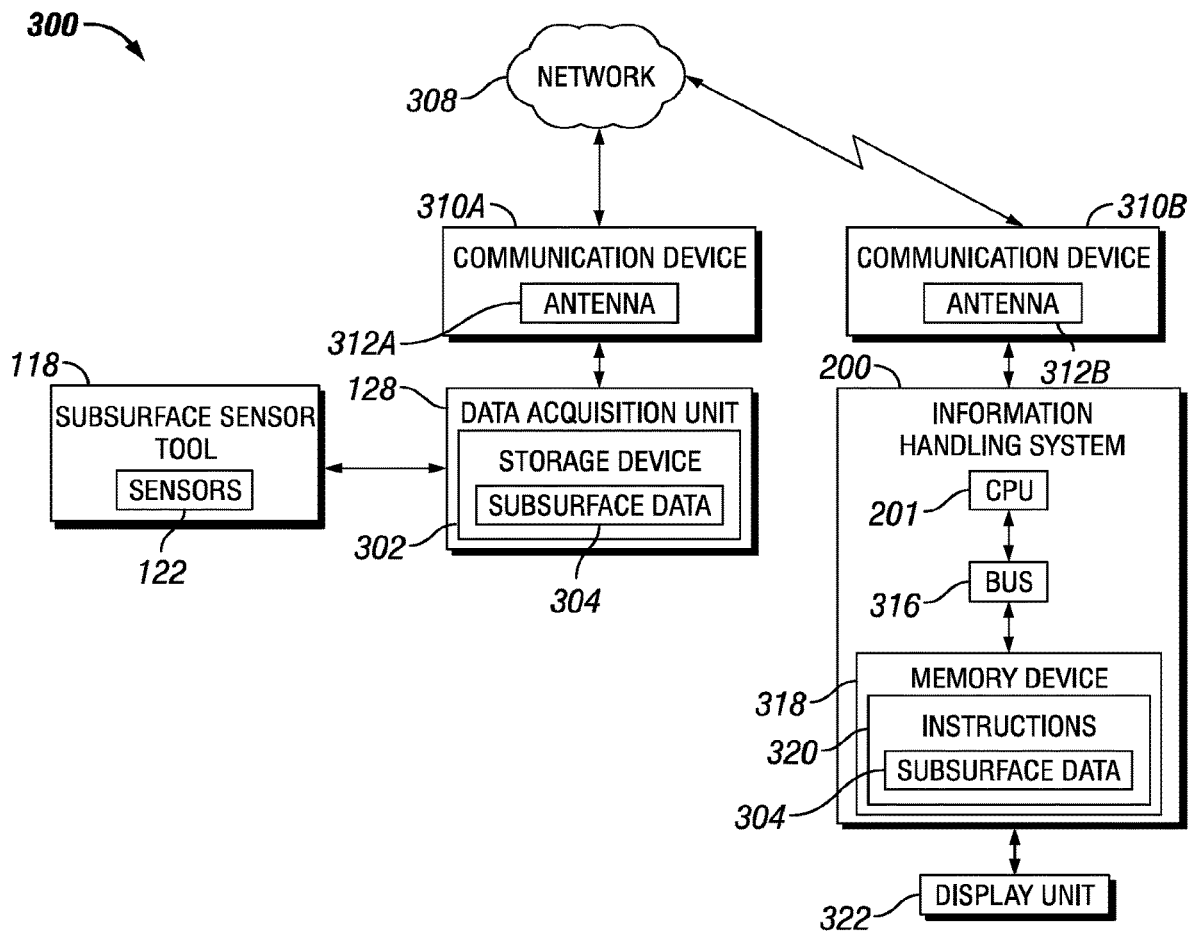 300
NETWORK
308
310A
COMMUNICATION DEVICE
ANTENNA
312A
310B
COMMUNICATION DEVICE
ANTENNA
312B
118
SUBSURFACE SENSOR
TOOL
SENSORS
122
128
DATA ACQUISITION UNIT
STORAGE DEVICE
SUBSURFACE DATA
302
304
200
INFORMATION
HANDLING SYSTEM
CPU
201
BUS
316
MEMORY DEVICE
318
INSTRUCTIONS
320
SUBSURFACE DATA
304
DISPLAY UNIT
322